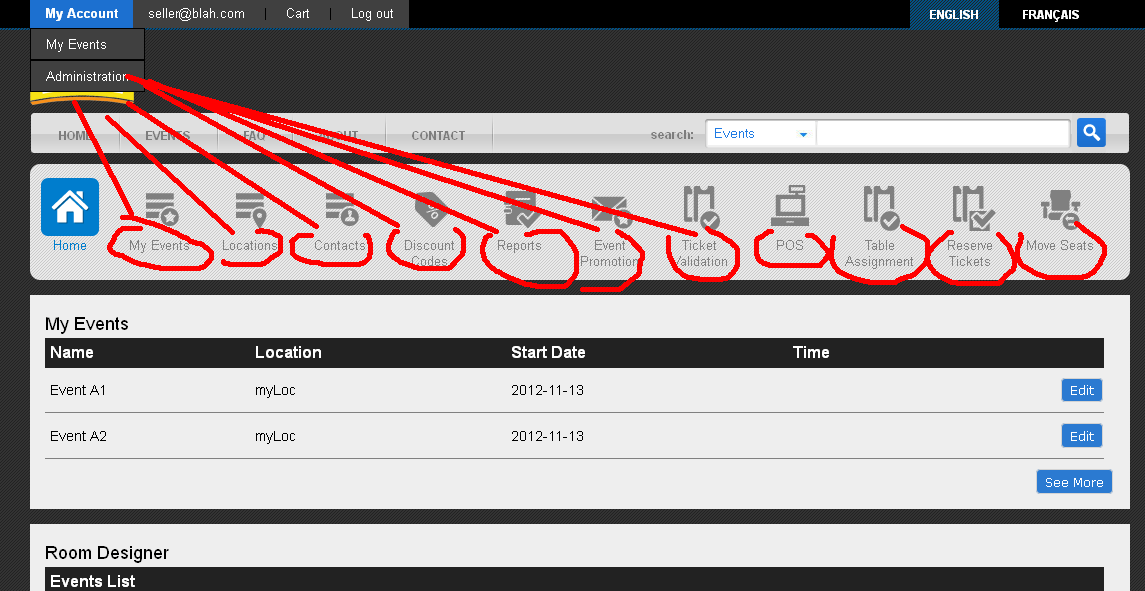 My Account seller@blah.com Cart Log out ENGLISH FRANÇAIS
My Events
Administration
HOME EVENTS FAQ ABOUT CONTACT search: Events
Home My Events Locations Contacts Discount Codes Reports Event Promotion Ticket Validation POS Table Assignment Reserve Tickets Move Seats
My Events
Name Location Start Date Time
Event A1 myLoc 2012-11-13 Edit
Event A2 myLoc 2012-11-13 Edit
See More
Room Designer
Events List